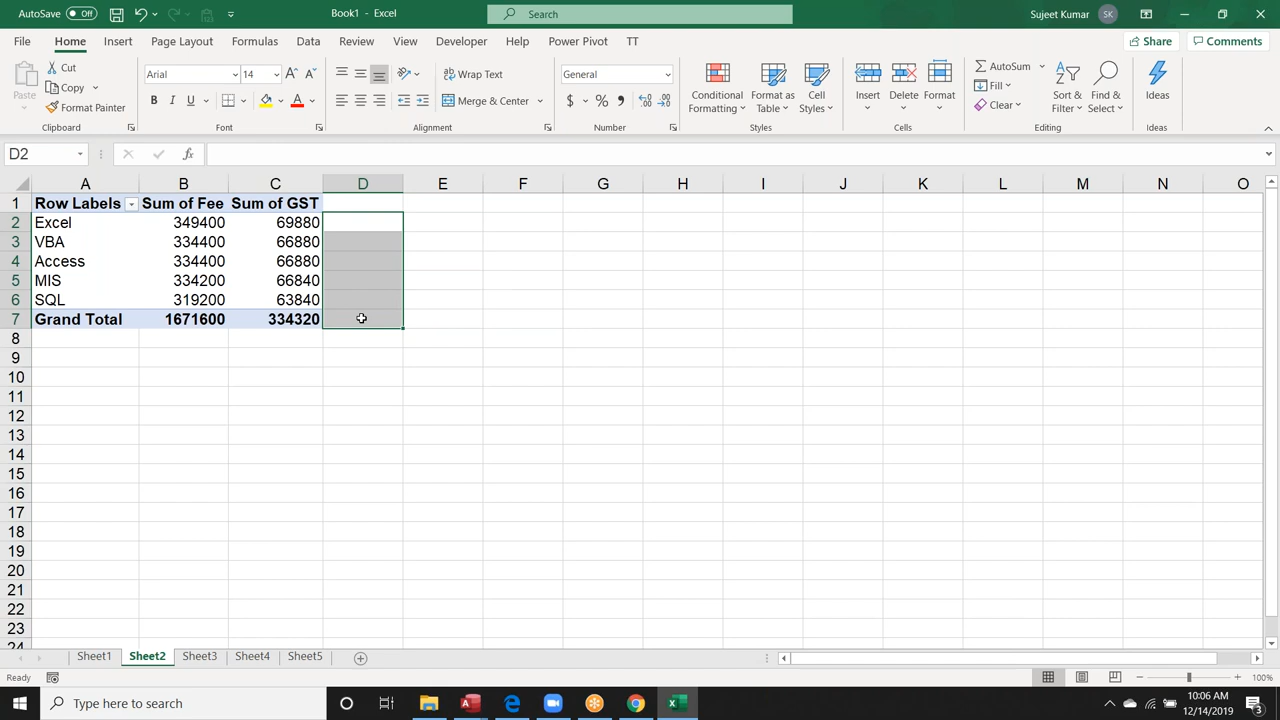 AutoSave Off Book1 - Excel Search Sujeet Kumar SK
File Home Insert Page Layout Formulas Data Review View Developer Help Power Pivot TT Share Comments
Paste Cut Copy Format Painter Clipboard
Arial 14 A A B I U A Font
Wrap Text Merge & Center Alignment
General $ % , Number
Conditional Formatting Format as Table Cell Styles Styles
Insert Delete Format Cells
AutoSum Fill Clear Sort & Filter Find & Select Editing
Ideas Ideas
D2 fx
A B C D E F G H I J K L M N O
1 Row Labels Sum of Fee Sum of GST
2 Excel 349400 69880
3 VBA 334400 66880
4 Access 334400 66880
5 MIS 334200 66840
6 SQL 319200 63840
7 Grand Total 1671600 334320
8
9
10
11
12
13
14
15
16
17
18
19
20
21
22
23
24
Sheet1 Sheet2 Sheet3 Sheet4 Sheet5
Ready 100%
Type here to search 10:06 AM
12/14/2019 3